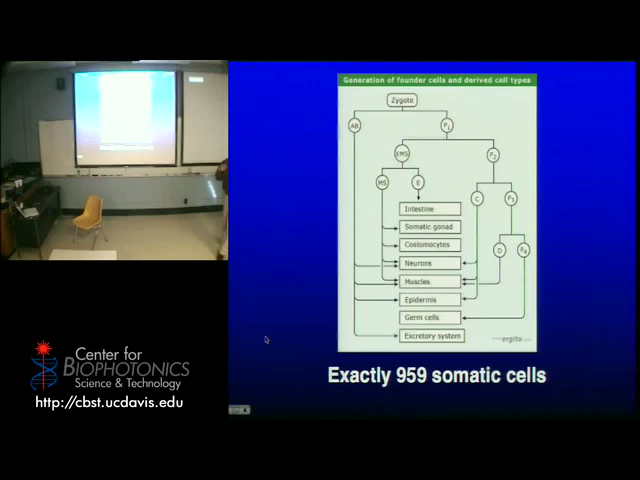 Generation of founder cells and derived cell types
Zygote
AB
P1
EMS
P2
MS
E
C
P3
Intestine
Somatic gonad
Coelomocytes
Neurons
D
P4
Muscles
Epidermis
Germ cells
Excretory system
ergito
Exactly 959 somatic cells
Center for
BIOPHOTONICS
Science & Technology
http://cbst.ucdavis.edu